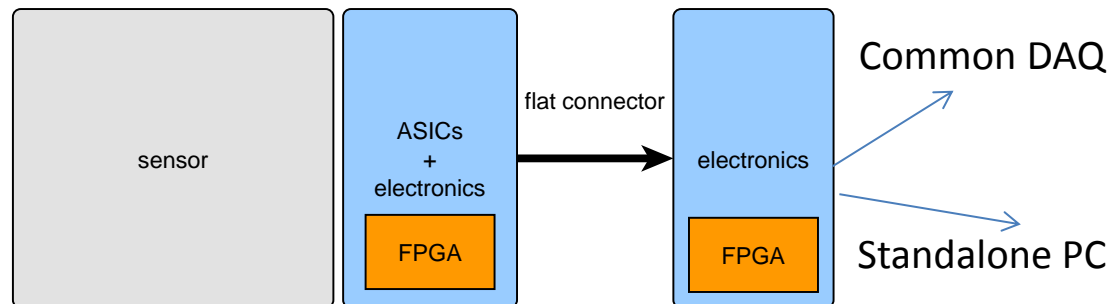 sensor
ASICs
+
electronics
FPGA
flat connector
electronics
FPGA
Common DAQ
Standalone PC